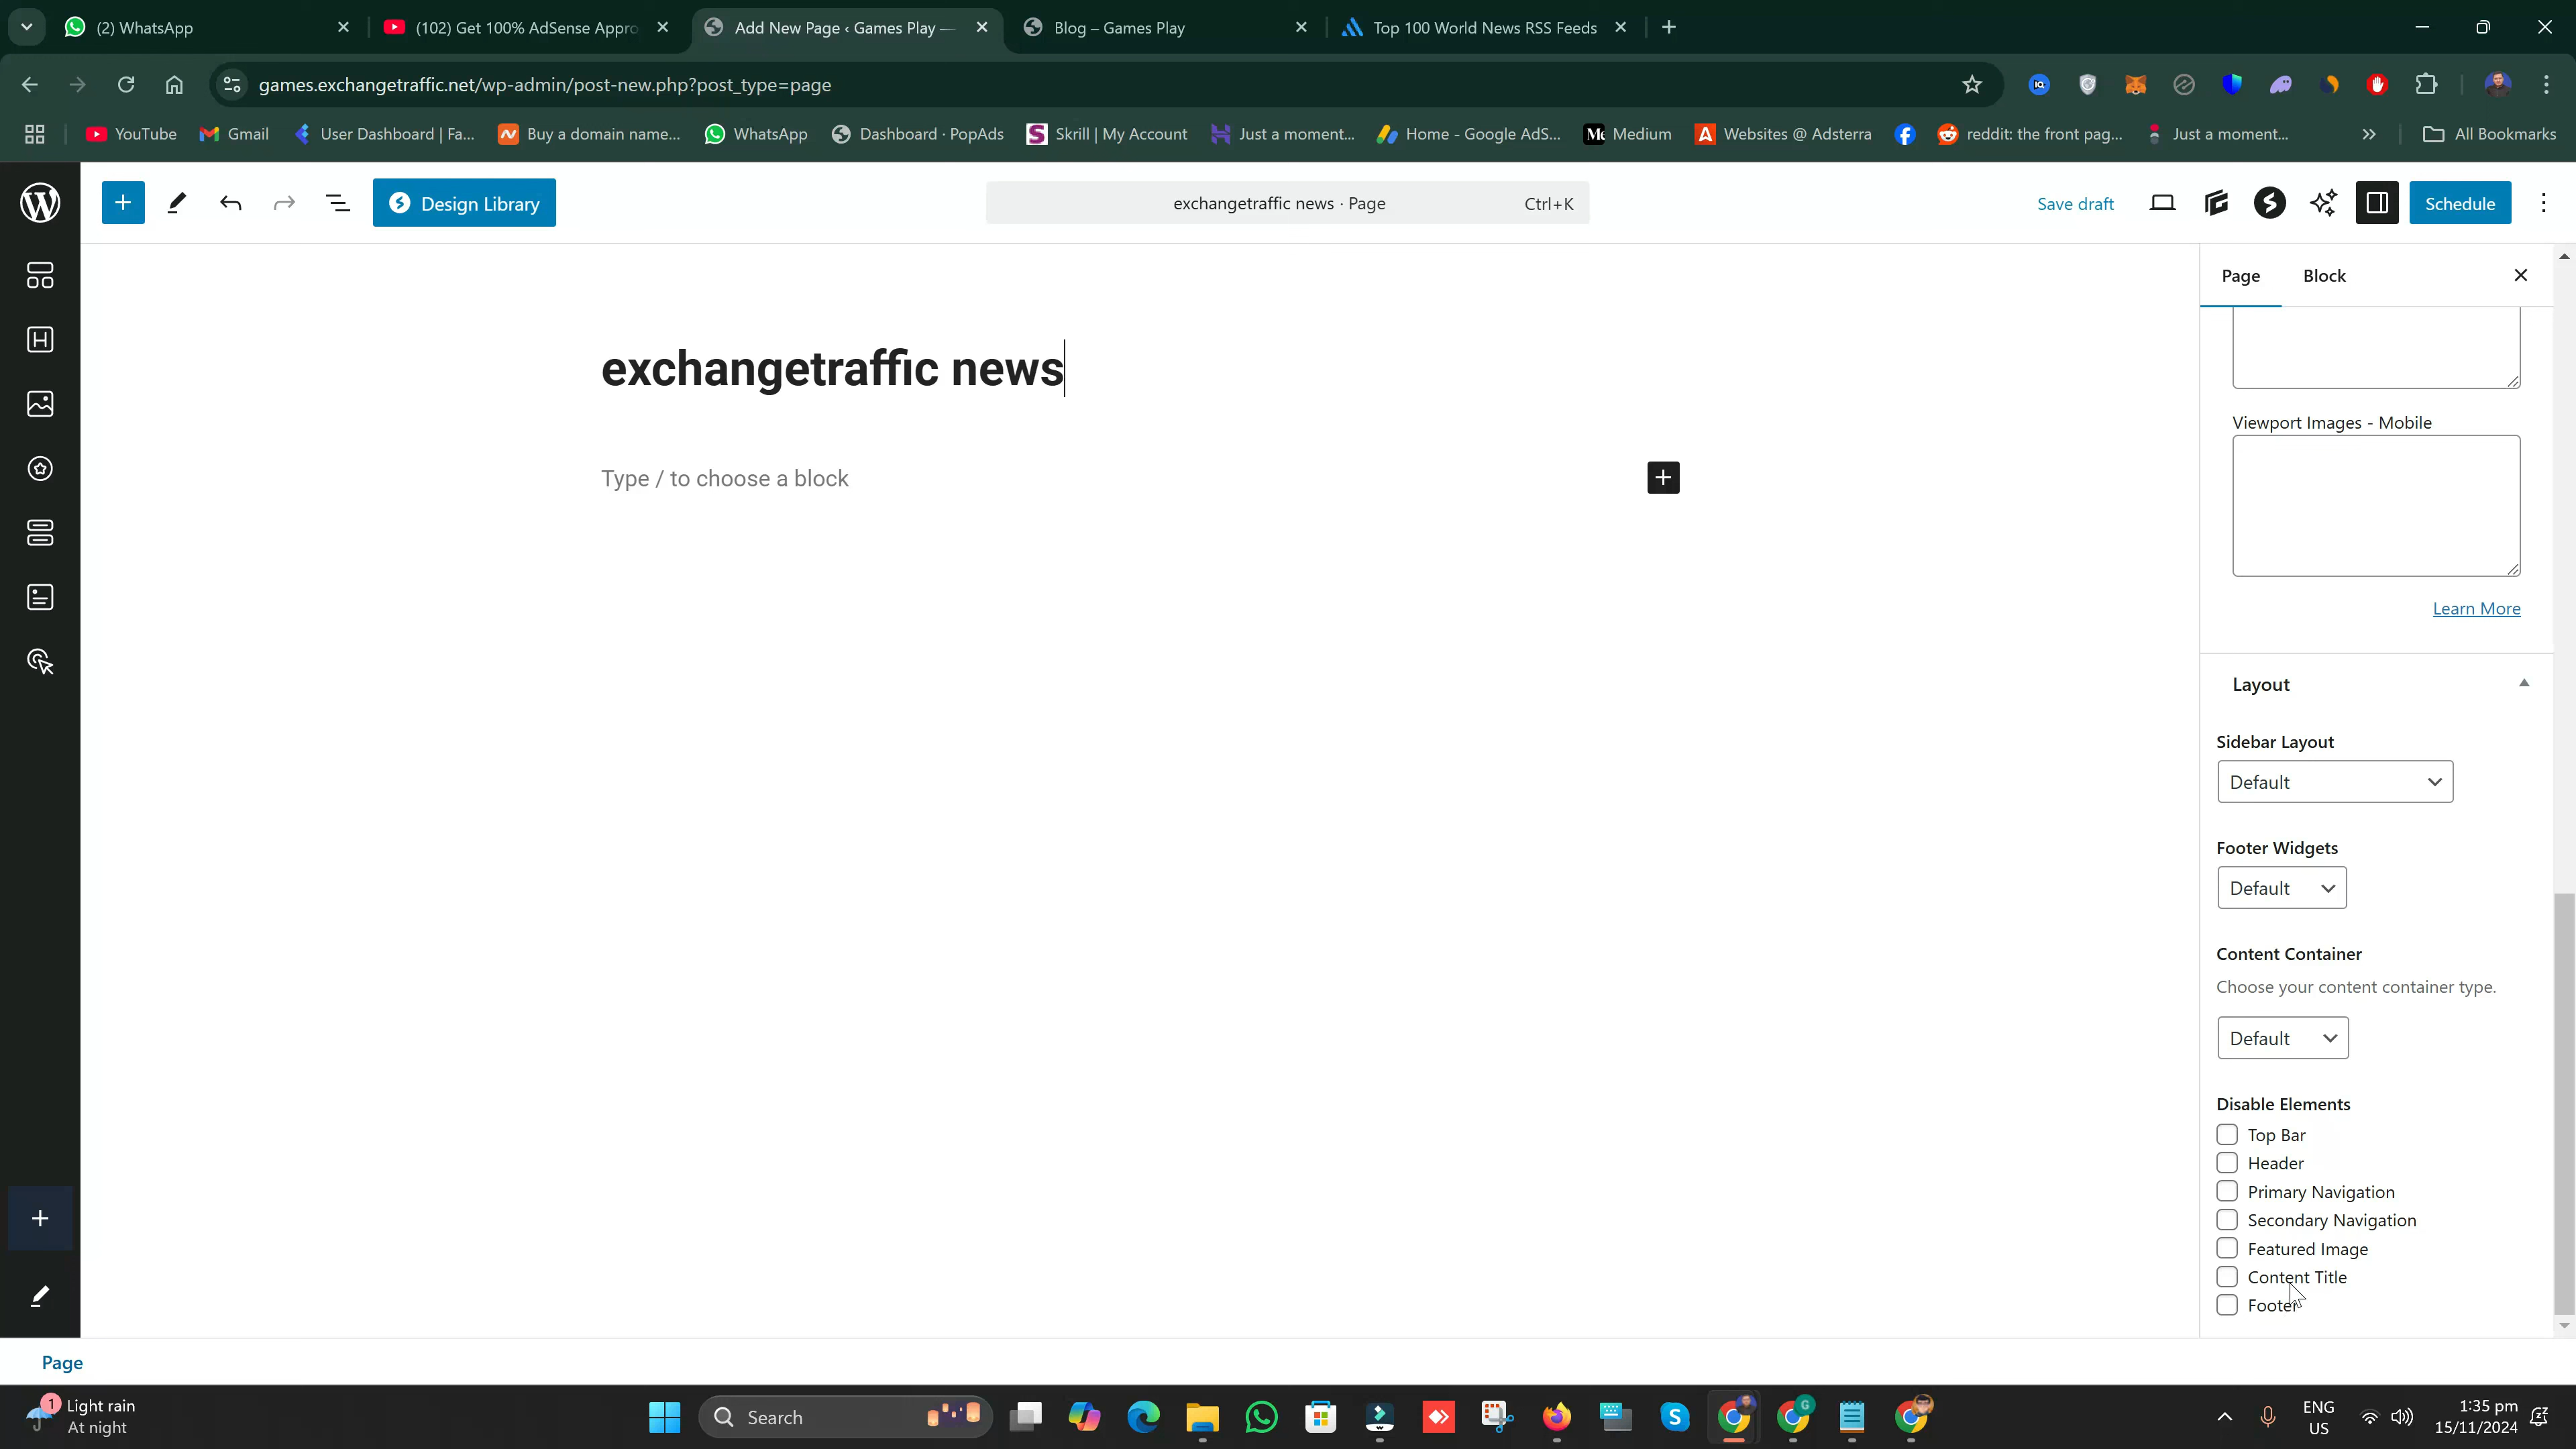 (2) WhatsApp
(102) Get 100% AdSense Appro
Add New Page ‹ Games Play —
Blog – Games Play
Top 100 World News RSS Feeds
games.exchangetraffic.net/wp-admin/post-new.php?post_type=page
YouTube
Gmail
User Dashboard | Fa...
Buy a domain name...
WhatsApp
Dashboard · PopAds
Skrill | My Account
Just a moment...
Home - Google AdS...
Medium
Websites @ Adsterra
reddit: the front pag...
Just a moment...
All Bookmarks
Design Library
exchangetraffic news · Page
Ctrl+K
Save draft
Schedule
Page
Block
exchangetraffic news
Type / to choose a block
Viewport Images - Mobile
Learn More
Layout
Sidebar Layout
Default
Footer Widgets
Default
Content Container
Choose your content container type.
Default
Disable Elements
Top Bar
Header
Primary Navigation
Secondary Navigation
Featured Image
Content Title
Footer
Page
1
Light rain
At night
Search
ENG
US
1:35 pm
15/11/2024